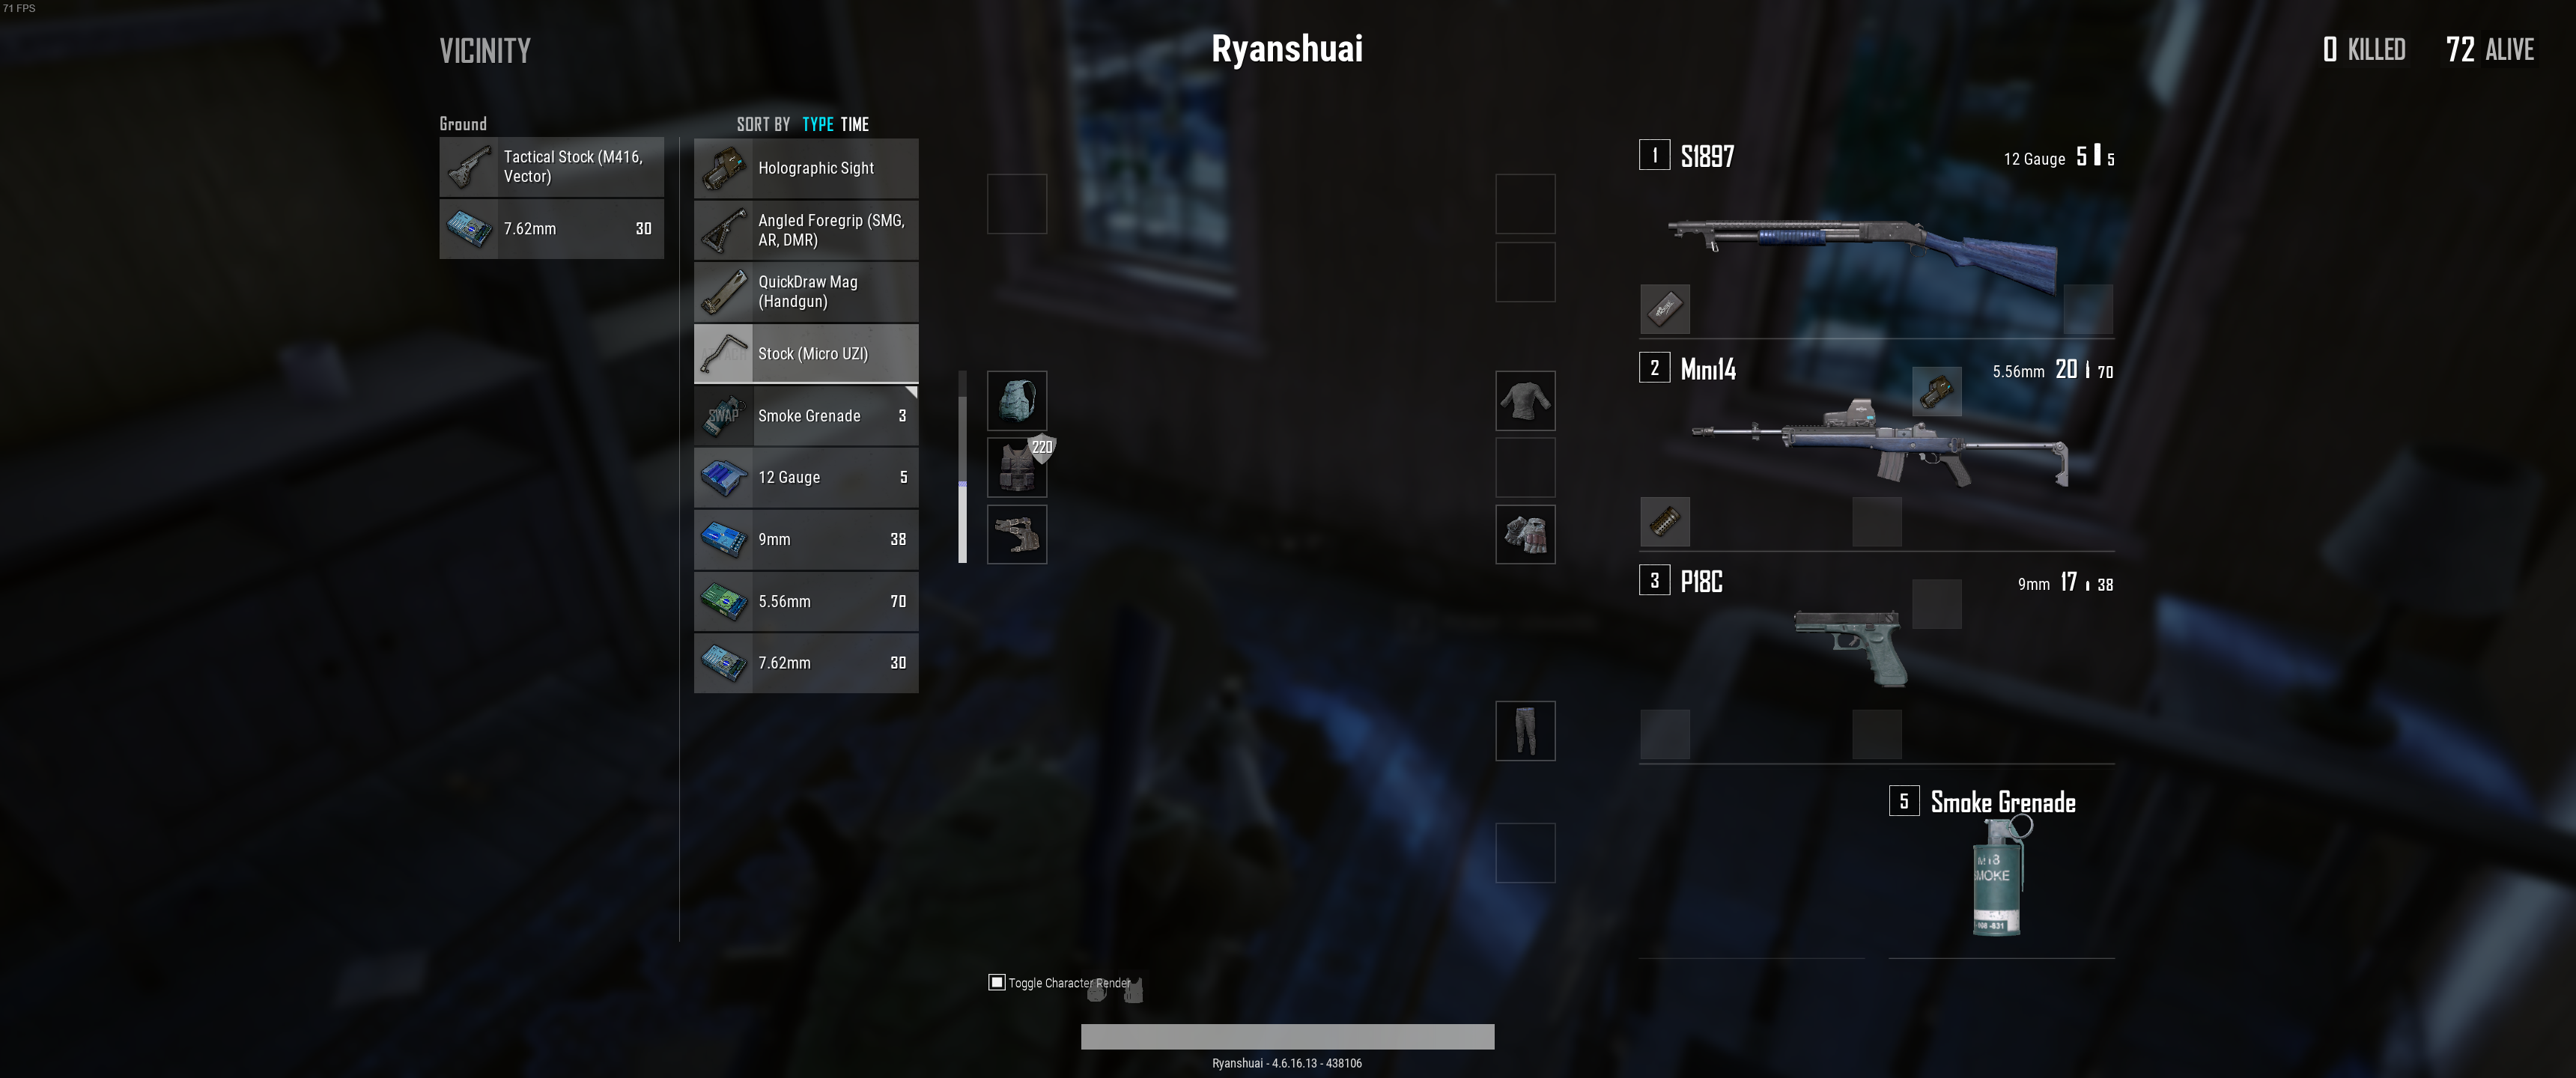 71 FPS
VICINITY
Ryanshuai
0 KILLED 72 ALIVE
Ground
SORT BY TYPE TIME
Tactical Stock (M416,
Vector)
7.62mm 30
Holographic Sight
Angled Foregrip (SMG,
AR, DMR)
QuickDraw Mag
(Handgun)
Stock (Micro UZI)
SWAP
Smoke Grenade 3
12 Gauge 5
9mm 38
5.56mm 70
7.62mm 30
220
1 S1897 12 Gauge 5 5
2 Mini14 5.56mm 20 70
3 P18C 9mm 17 38
5 Smoke Grenade
M18
SMOKE
Toggle Character Render
Ryanshuai - 4.6.16.13 - 438106